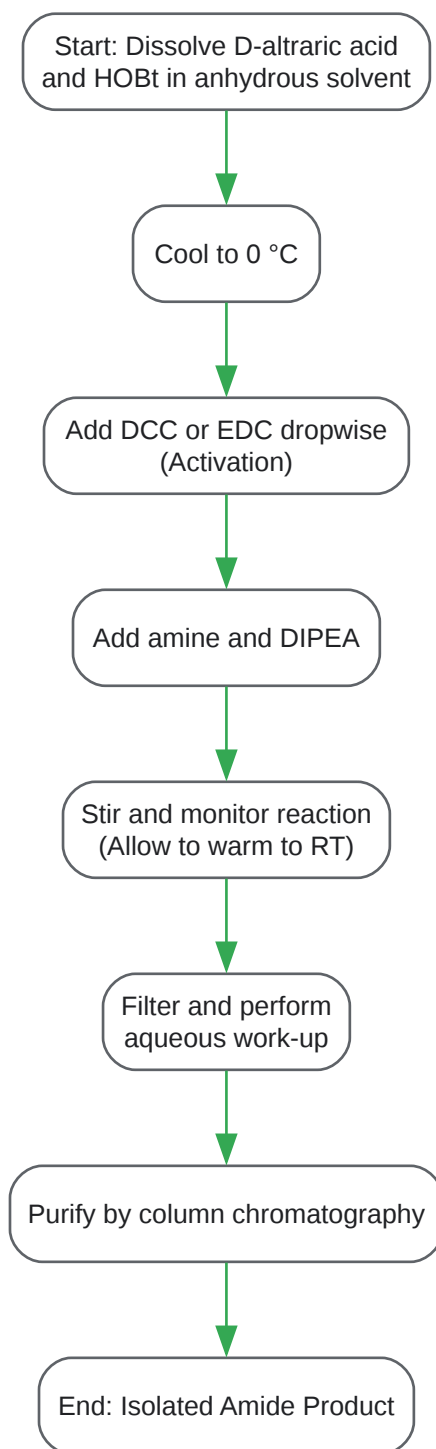 Start: Dissolve D-altraric acid
and HOBt in anhydrous solvent
Cool to 0 °C
Add DCC or EDC dropwise
(Activation)
Add amine and DIPEA
Stir and monitor reaction
(Allow to warm to RT)
Filter and perform
aqueous work-up
Purify by column chromatography
End: Isolated Amide Product